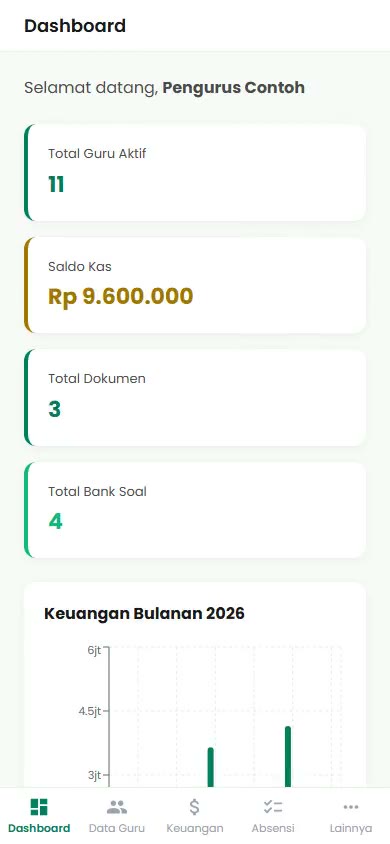 Dashboard
Selamat datang, Pengurus Contoh
Total Guru Aktif
11
Saldo Kas
Rp 9.600.000
Total Dokumen
3
Total Bank Soal
4
Keuangan Bulanan 2026
6jt
4.5jt
3jt
Dashboard Data Guru Keuangan Absensi Lainnya